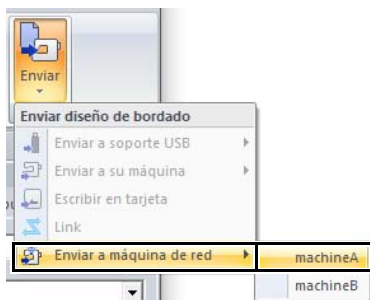 Enviar
Enviar diseño de bordado
Enviar a soporte USB
Enviar a su máquina
Escribir en tarjeta
Link
Enviar a máquina de red
machineA
machineB